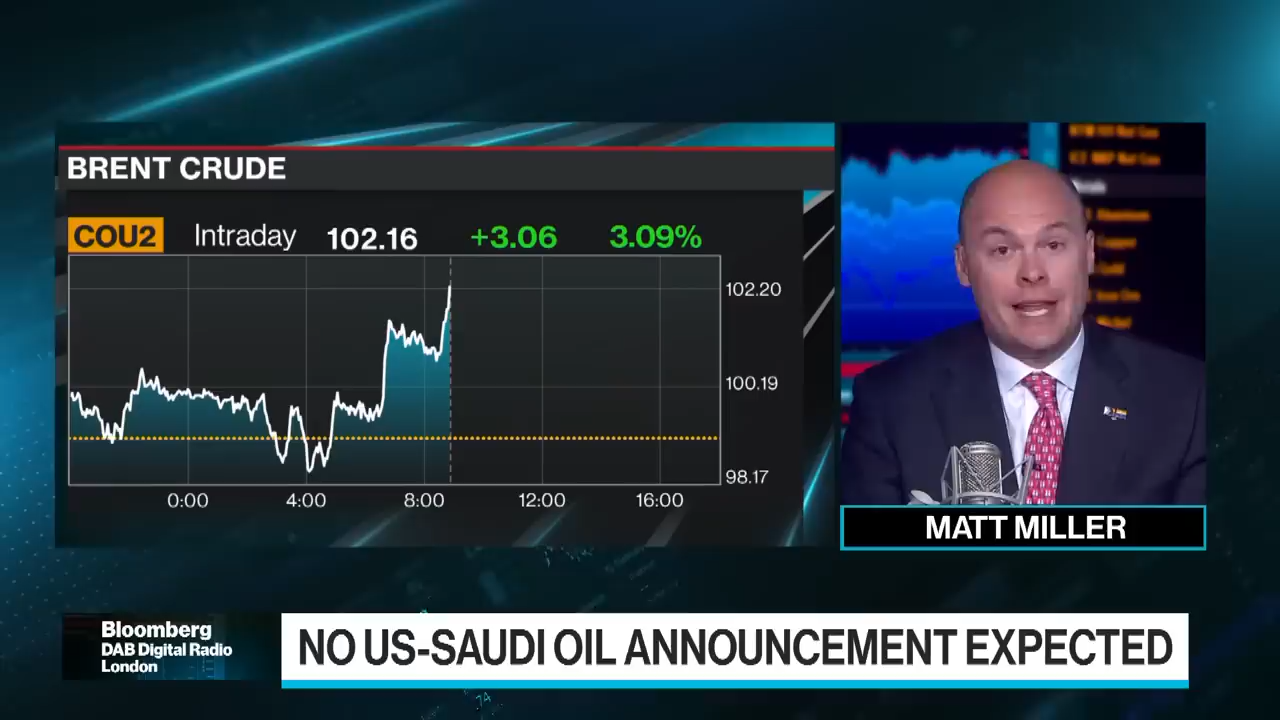 BRENT CRUDE
COU2 Intraday 102.16 +3.06 3.09%
102.20
100.19
98.17
0:00 4:00 8:00 12:00 16:00
MATT MILLER
Bloomberg
DAB Digital Radio
London
NO US-SAUDI OIL ANNOUNCEMENT EXPECTED